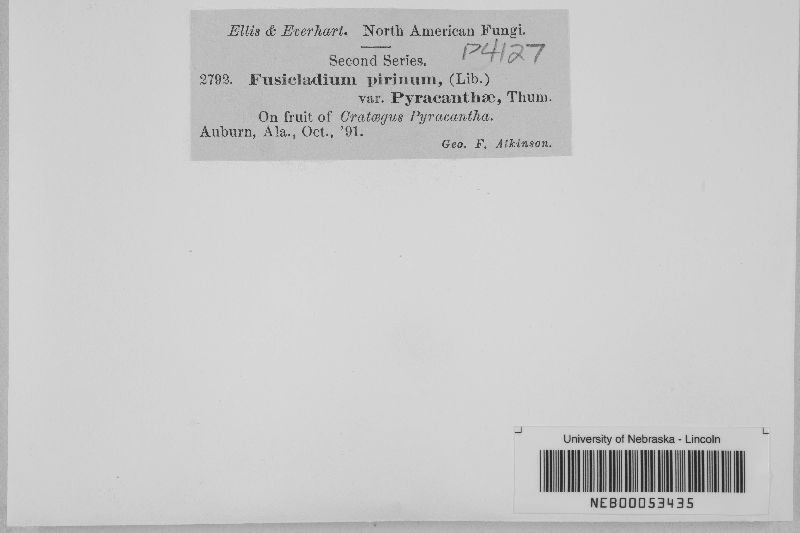 Ellis & Everhart. North American Fungi.
Second Series. P4127
2792. Fusicladium pirinum, (Lib.)
var. Pyracanthæ, Thum.
On fruit of Cratægus Pyracantha.
Auburn, Ala., Oct., '91.
Geo. F. Atkinson.
University of Nebraska - Lincoln
NEB00053435